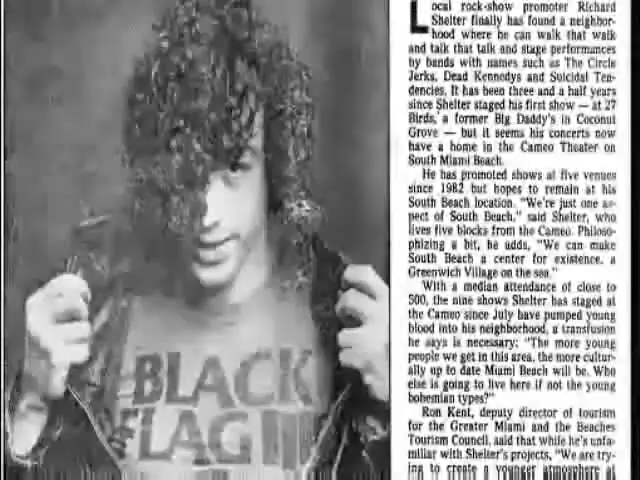 BLACK
FLAG
Local rock-show promoter Richard
Shelter finally has found a neighbor-
hood where he can walk that walk
and talk that talk and stage performances
by bands with names such as The Circle
Jerks, Dead Kennedys and Suicidal Ten-
dencies. It has been three and a half years
since Shelter staged his first show — at 27
Birds, a former Big Daddy's in Coconut
Grove — but it seems his concerts now
have a home in the Cameo Theater on
South Miami Beach.
He has promoted shows at five venues
since 1982 but hopes to remain at his
South Beach location. "We're just one as-
pect of South Beach," said Shelter, who
lives five blocks from the Cameo. Philoso-
phizing a bit, he adds, "We can make
South Beach a center for existence, a
Greenwich Village on the sea."
With a median attendance of close to
500, the nine shows Shelter has staged at
the Cameo since July have pumped young
blood into his neighborhood, a transfusion
he says is necessary: "The more young
people we get in this area, the more cultur-
ally up to date Miami Beach will be. Who
else is going to live here if not the young
bohemian types?"
Ron Kent, deputy director of tourism
for the Greater Miami and the Beaches
Tourism Council, said that while he's unfa-
miliar with Shelter's projects, "We are try-
ing to create a younger atmosphere at